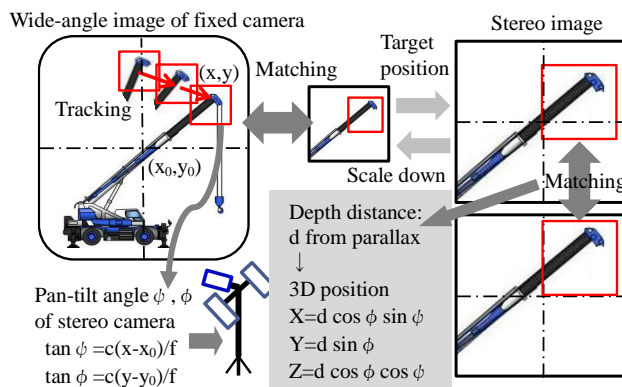 Wide-angle image of fixed camera
(x,y)
Tracking
(x₀,y₀)
Matching
Target
position
Scale down
Stereo image
Matching
Pan-tilt angle ψ , ϕ
of stereo camera
tan ψ =c(x-x₀)/f
tan ϕ =c(y-y₀)/f
Depth distance:
d from parallax
↓
3D position
X=d cos ϕ sin ψ
Y=d sin ϕ
Z=d cos ϕ cos ψ